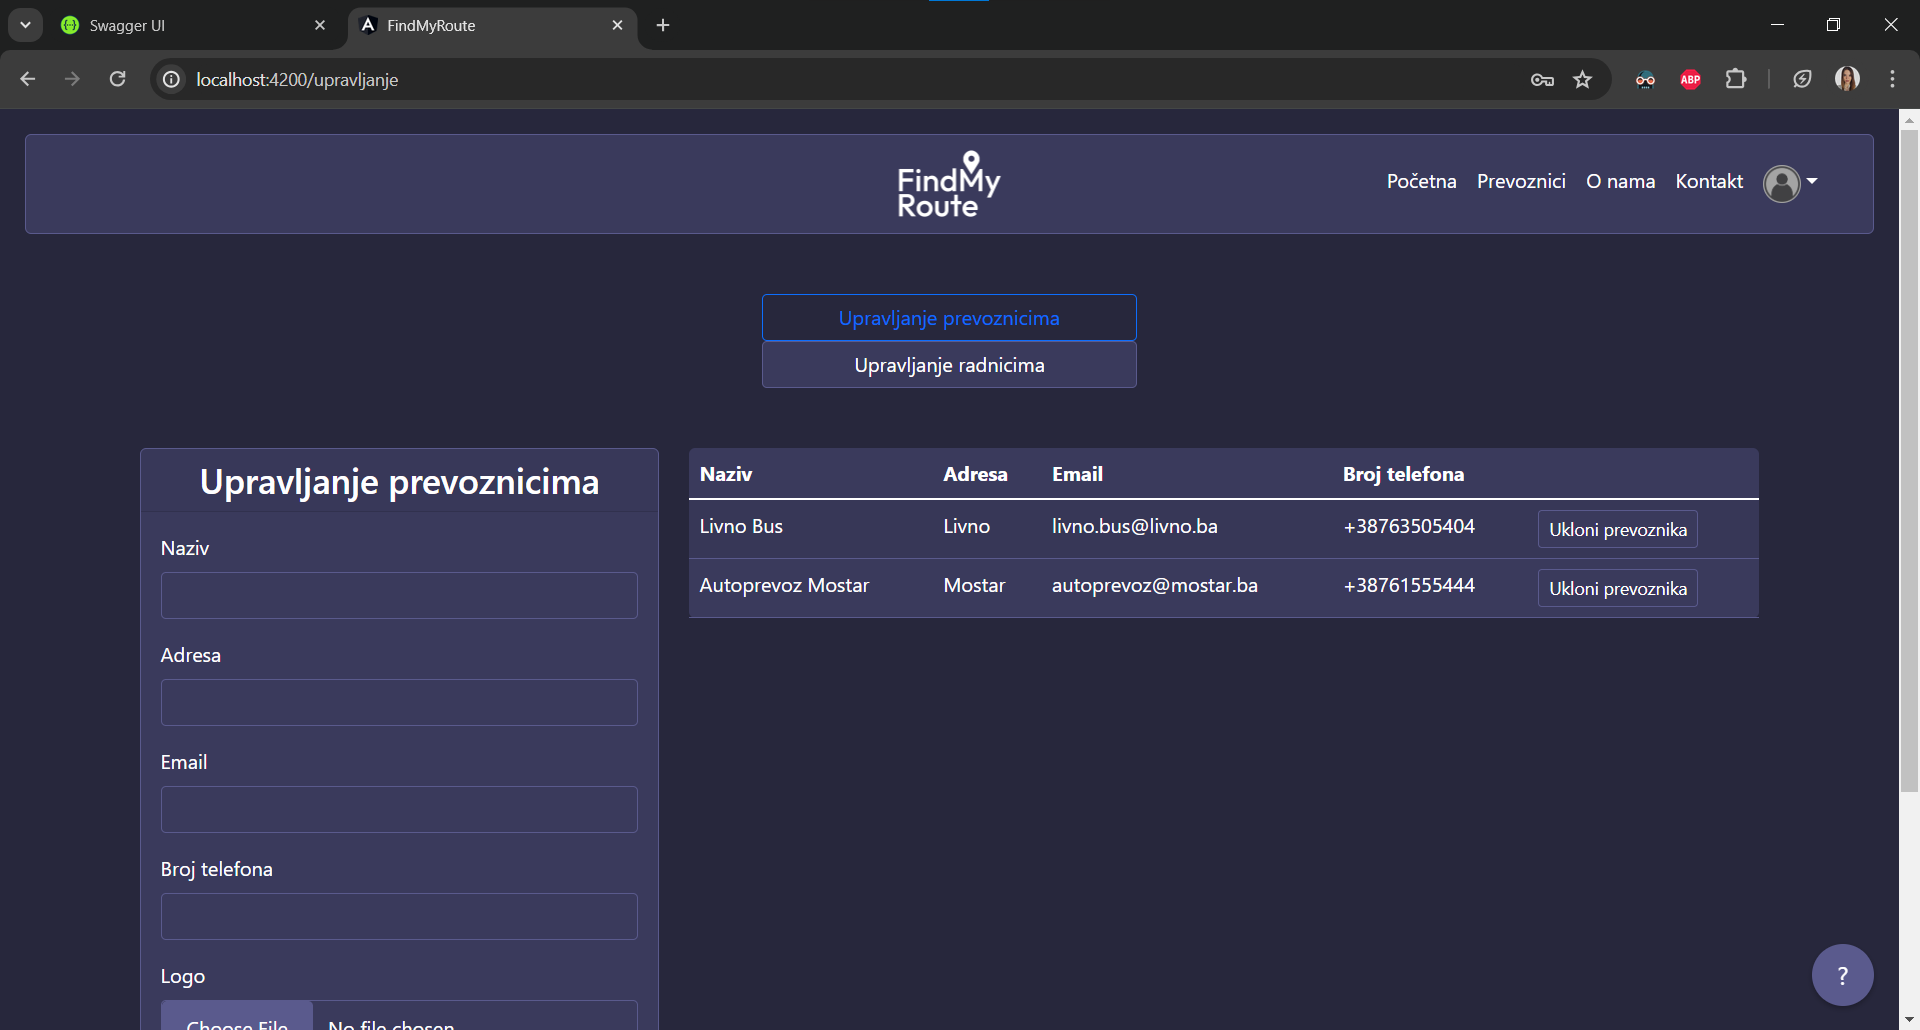 Swagger UI
FindMyRoute
localhost:4200/upravljanje
ABP
FindMy
Route
Početna Prevoznici O nama Kontakt
Upravljanje prevoznicima
Upravljanje radnicima
Upravljanje prevoznicima
Naziv
Adresa
Email
Broj telefona
Logo
Choose File No file chosen
Naziv Adresa Email Broj telefona
Livno Bus Livno livno.bus@livno.ba +38763505404 Ukloni prevoznika
Autoprevoz Mostar Mostar autoprevoz@mostar.ba +38761555444 Ukloni prevoznika
?